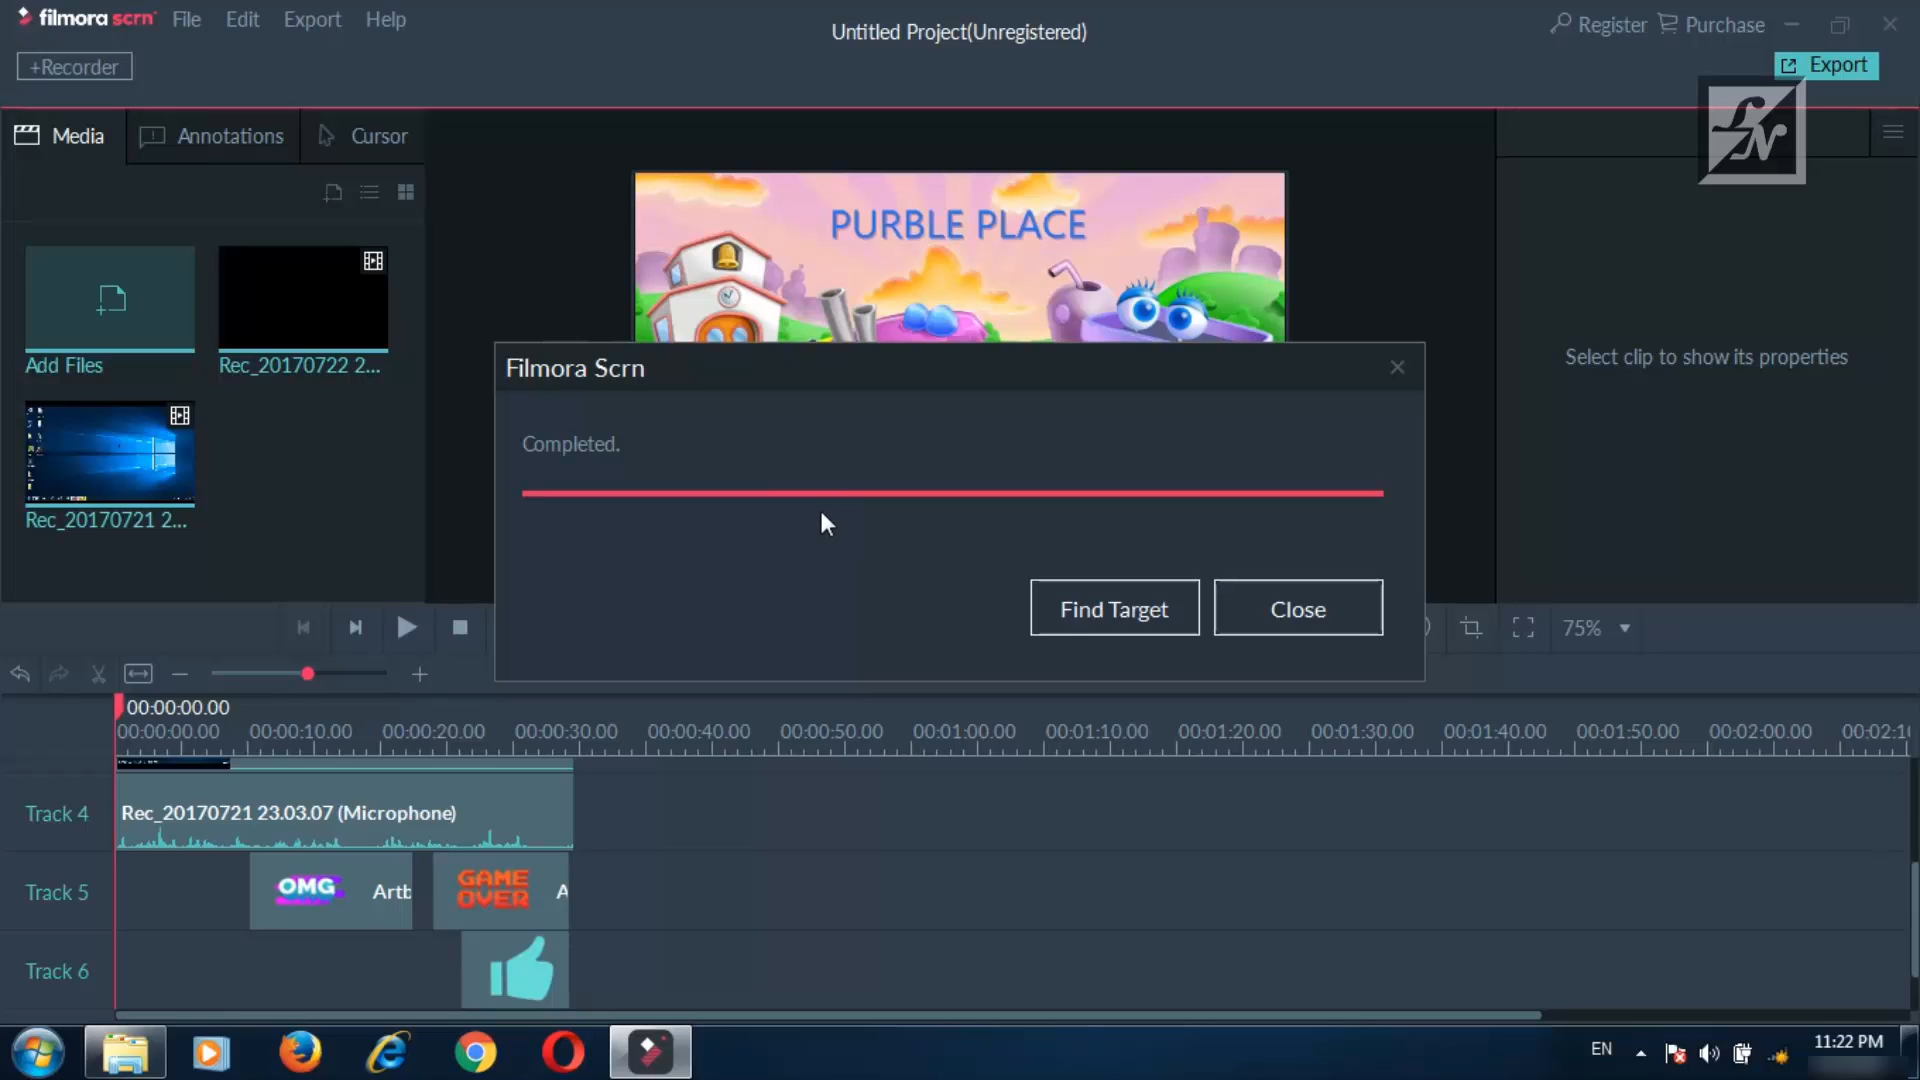 filmora scrn
File Edit Export Help
Untitled Project(Unregistered)
Register Purchase
+Recorder
Export
Media Annotations Cursor
PURBLE PLACE
Add Files
Rec_20170722 2...
Rec_20170721 2...
Select clip to show its properties
Filmora Scrn
Completed.
Find Target Close
75%
00:00:00.00
00:00:00.00 00:00:10.00 00:00:20.00 00:00:30.00 00:00:40.00 00:00:50.00 00:01:00.00 00:01:10.00 00:01:20.00 00:01:30.00 00:01:40.00 00:01:50.00 00:02:00.00 00:02:1
Track 4 Rec_20170721 23.03.07 (Microphone)
Track 5 OMG Artb GAME OVER A
Track 6
EN 11:22 PM